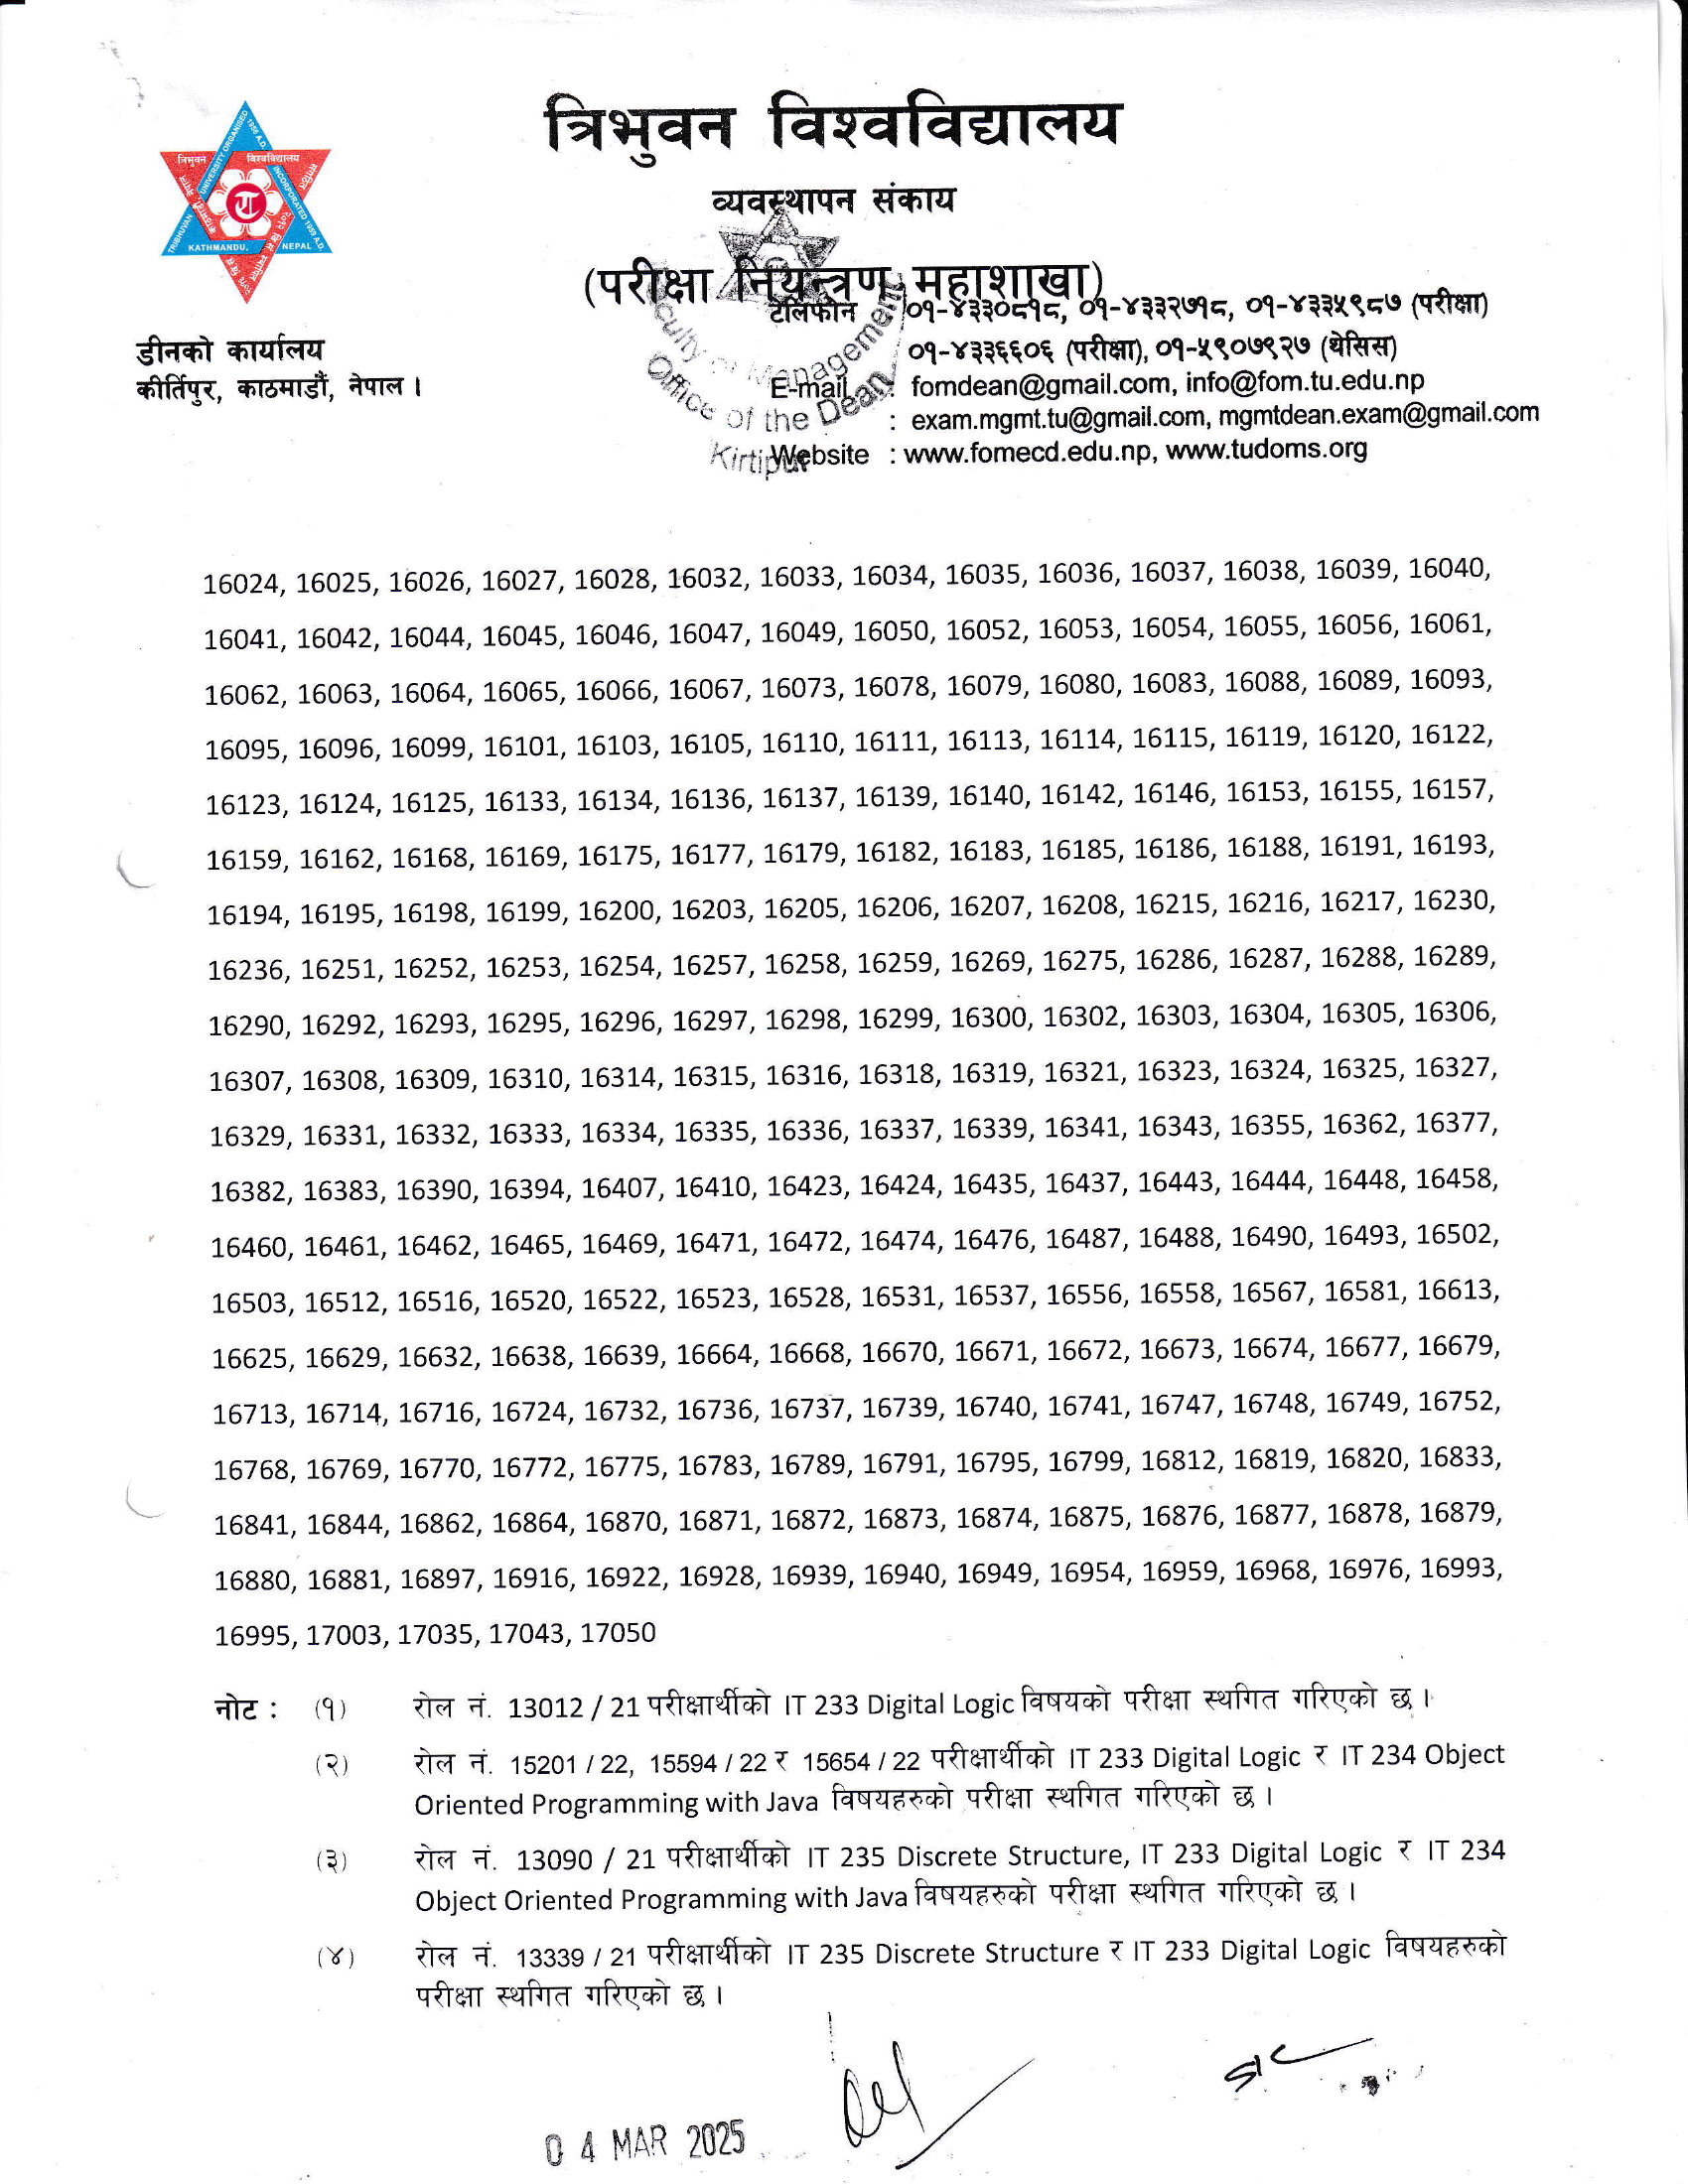 त्रिभुवन विश्वविद्यालय
व्यवस्थापन संकाय
(परीक्षा नियन्त्रण महाशाखा)
त्रिभुवन विश्वविद्यालय
UNIVERSITY ORGANISED 1956 A.D.
INCORPORATED 1959 A.D.
TRIBHUVAN
KATHMANDU, NEPAL
डीनको कार्यालय
कीर्तिपुर, काठमाडौं, नेपाल ।
टेलिफोन ०१-४३३०८१८, ०१-४३३२७१८, ०१-४३३५९८७ (परीक्षा)
०१-४३३६६०६ (परीक्षा), ०१-५९०७९२७ (थेसिस)
E-mail : fomdean@gmail.com, info@fom.tu.edu.np
: exam.mgmt.tu@gmail.com, mgmtdean.exam@gmail.com
Website : www.fomecd.edu.np, www.tudoms.org
Management
Office of the Dean
Kirtipur
16024, 16025, 16026, 16027, 16028, 16032, 16033, 16034, 16035, 16036, 16037, 16038, 16039, 16040,
16041, 16042, 16044, 16045, 16046, 16047, 16049, 16050, 16052, 16053, 16054, 16055, 16056, 16061,
16062, 16063, 16064, 16065, 16066, 16067, 16073, 16078, 16079, 16080, 16083, 16088, 16089, 16093,
16095, 16096, 16099, 16101, 16103, 16105, 16110, 16111, 16113, 16114, 16115, 16119, 16120, 16122,
16123, 16124, 16125, 16133, 16134, 16136, 16137, 16139, 16140, 16142, 16146, 16153, 16155, 16157,
16159, 16162, 16168, 16169, 16175, 16177, 16179, 16182, 16183, 16185, 16186, 16188, 16191, 16193,
16194, 16195, 16198, 16199, 16200, 16203, 16205, 16206, 16207, 16208, 16215, 16216, 16217, 16230,
16236, 16251, 16252, 16253, 16254, 16257, 16258, 16259, 16269, 16275, 16286, 16287, 16288, 16289,
16290, 16292, 16293, 16295, 16296, 16297, 16298, 16299, 16300, 16302, 16303, 16304, 16305, 16306,
16307, 16308, 16309, 16310, 16314, 16315, 16316, 16318, 16319, 16321, 16323, 16324, 16325, 16327,
16329, 16331, 16332, 16333, 16334, 16335, 16336, 16337, 16339, 16341, 16343, 16355, 16362, 16377,
16382, 16383, 16390, 16394, 16407, 16410, 16423, 16424, 16435, 16437, 16443, 16444, 16448, 16458,
16460, 16461, 16462, 16465, 16469, 16471, 16472, 16474, 16476, 16487, 16488, 16490, 16493, 16502,
16503, 16512, 16516, 16520, 16522, 16523, 16528, 16531, 16537, 16556, 16558, 16567, 16581, 16613,
16625, 16629, 16632, 16638, 16639, 16664, 16668, 16670, 16671, 16672, 16673, 16674, 16677, 16679,
16713, 16714, 16716, 16724, 16732, 16736, 16737, 16739, 16740, 16741, 16747, 16748, 16749, 16752,
16768, 16769, 16770, 16772, 16775, 16783, 16789, 16791, 16795, 16799, 16812, 16819, 16820, 16833,
16841, 16844, 16862, 16864, 16870, 16871, 16872, 16873, 16874, 16875, 16876, 16877, 16878, 16879,
16880, 16881, 16897, 16916, 16922, 16928, 16939, 16940, 16949, 16954, 16959, 16968, 16976, 16993,
16995, 17003, 17035, 17043, 17050
नोट : (१) रोल नं. 13012 / 21 परीक्षार्थीको IT 233 Digital Logic विषयको परीक्षा स्थगित गरिएको छ ।
(२) रोल नं. 15201 / 22, 15594 / 22 र 15654 / 22 परीक्षार्थीको IT 233 Digital Logic र IT 234 Object
Oriented Programming with Java विषयहरुको परीक्षा स्थगित गरिएको छ ।
(३) रोल नं. 13090 / 21 परीक्षार्थीको IT 235 Discrete Structure, IT 233 Digital Logic र IT 234
Object Oriented Programming with Java विषयहरुको परीक्षा स्थगित गरिएको छ ।
(४) रोल नं. 13339 / 21 परीक्षार्थीको IT 235 Discrete Structure र IT 233 Digital Logic विषयहरुको
परीक्षा स्थगित गरिएको छ ।
04 MAR 2025